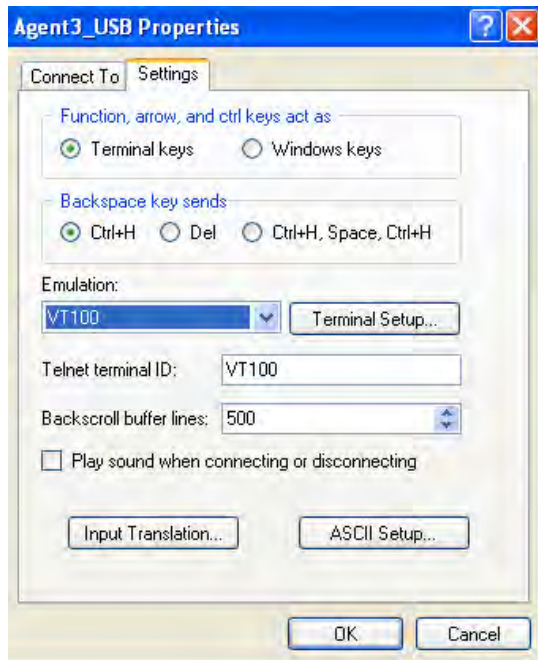 Agent3_USB Properties
Connect To Settings
Function, arrow, and ctrl keys act as
Terminal keys Windows keys
Backspace key sends
Ctrl+H Del Ctrl+H, Space, Ctrl+H
Emulation:
VT100 Terminal Setup...
Telnet terminal ID: VT100
Backscroll buffer lines: 500
Play sound when connecting or disconnecting
Input Translation... ASCII Setup...
OK Cancel